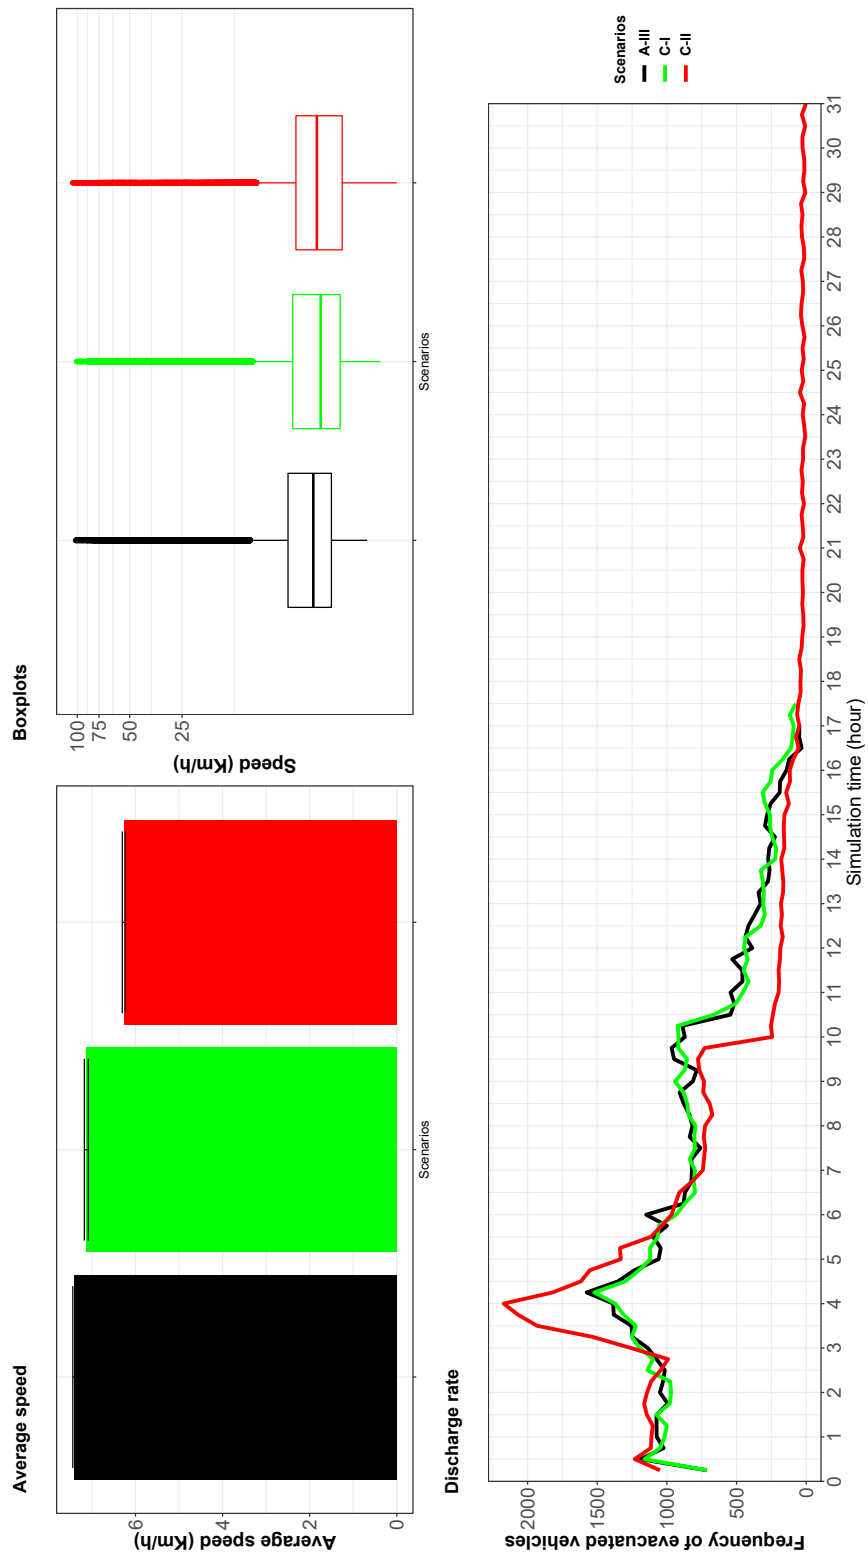 Average speed
Average speed (Km/h)
6
4
2
0
Scenarios
Boxplots
Speed (Km/h)
100
75
50
25
Scenarios
Discharge rate
Frequency of evacuated vehicles
2000
1500
1000
500
0
0 1 2 3 4 5 6 7 8 9 10 11 12 13 14 15 16 17 18 19 20 21 22 23 24 25 26 27 28 29 30 31
Simulation time (hour)
Scenarios
A-III
C-I
C-II